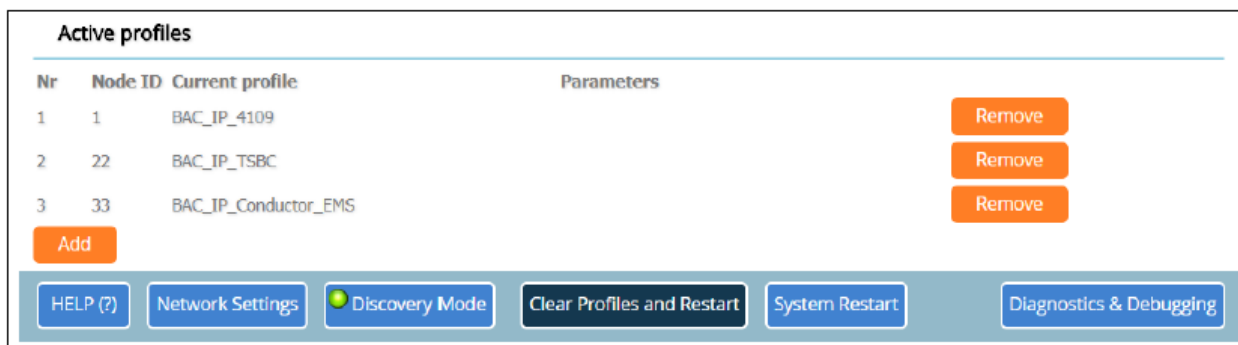 Active profiles
Nr Node ID Current profile Parameters
1 1 BAC_IP_4109 Remove
2 22 BAC_IP_TSBC Remove
3 33 BAC_IP_Conductor_EMS Remove
Add
HELP (?) Network Settings Discovery Mode Clear Profiles and Restart System Restart Diagnostics & Debugging